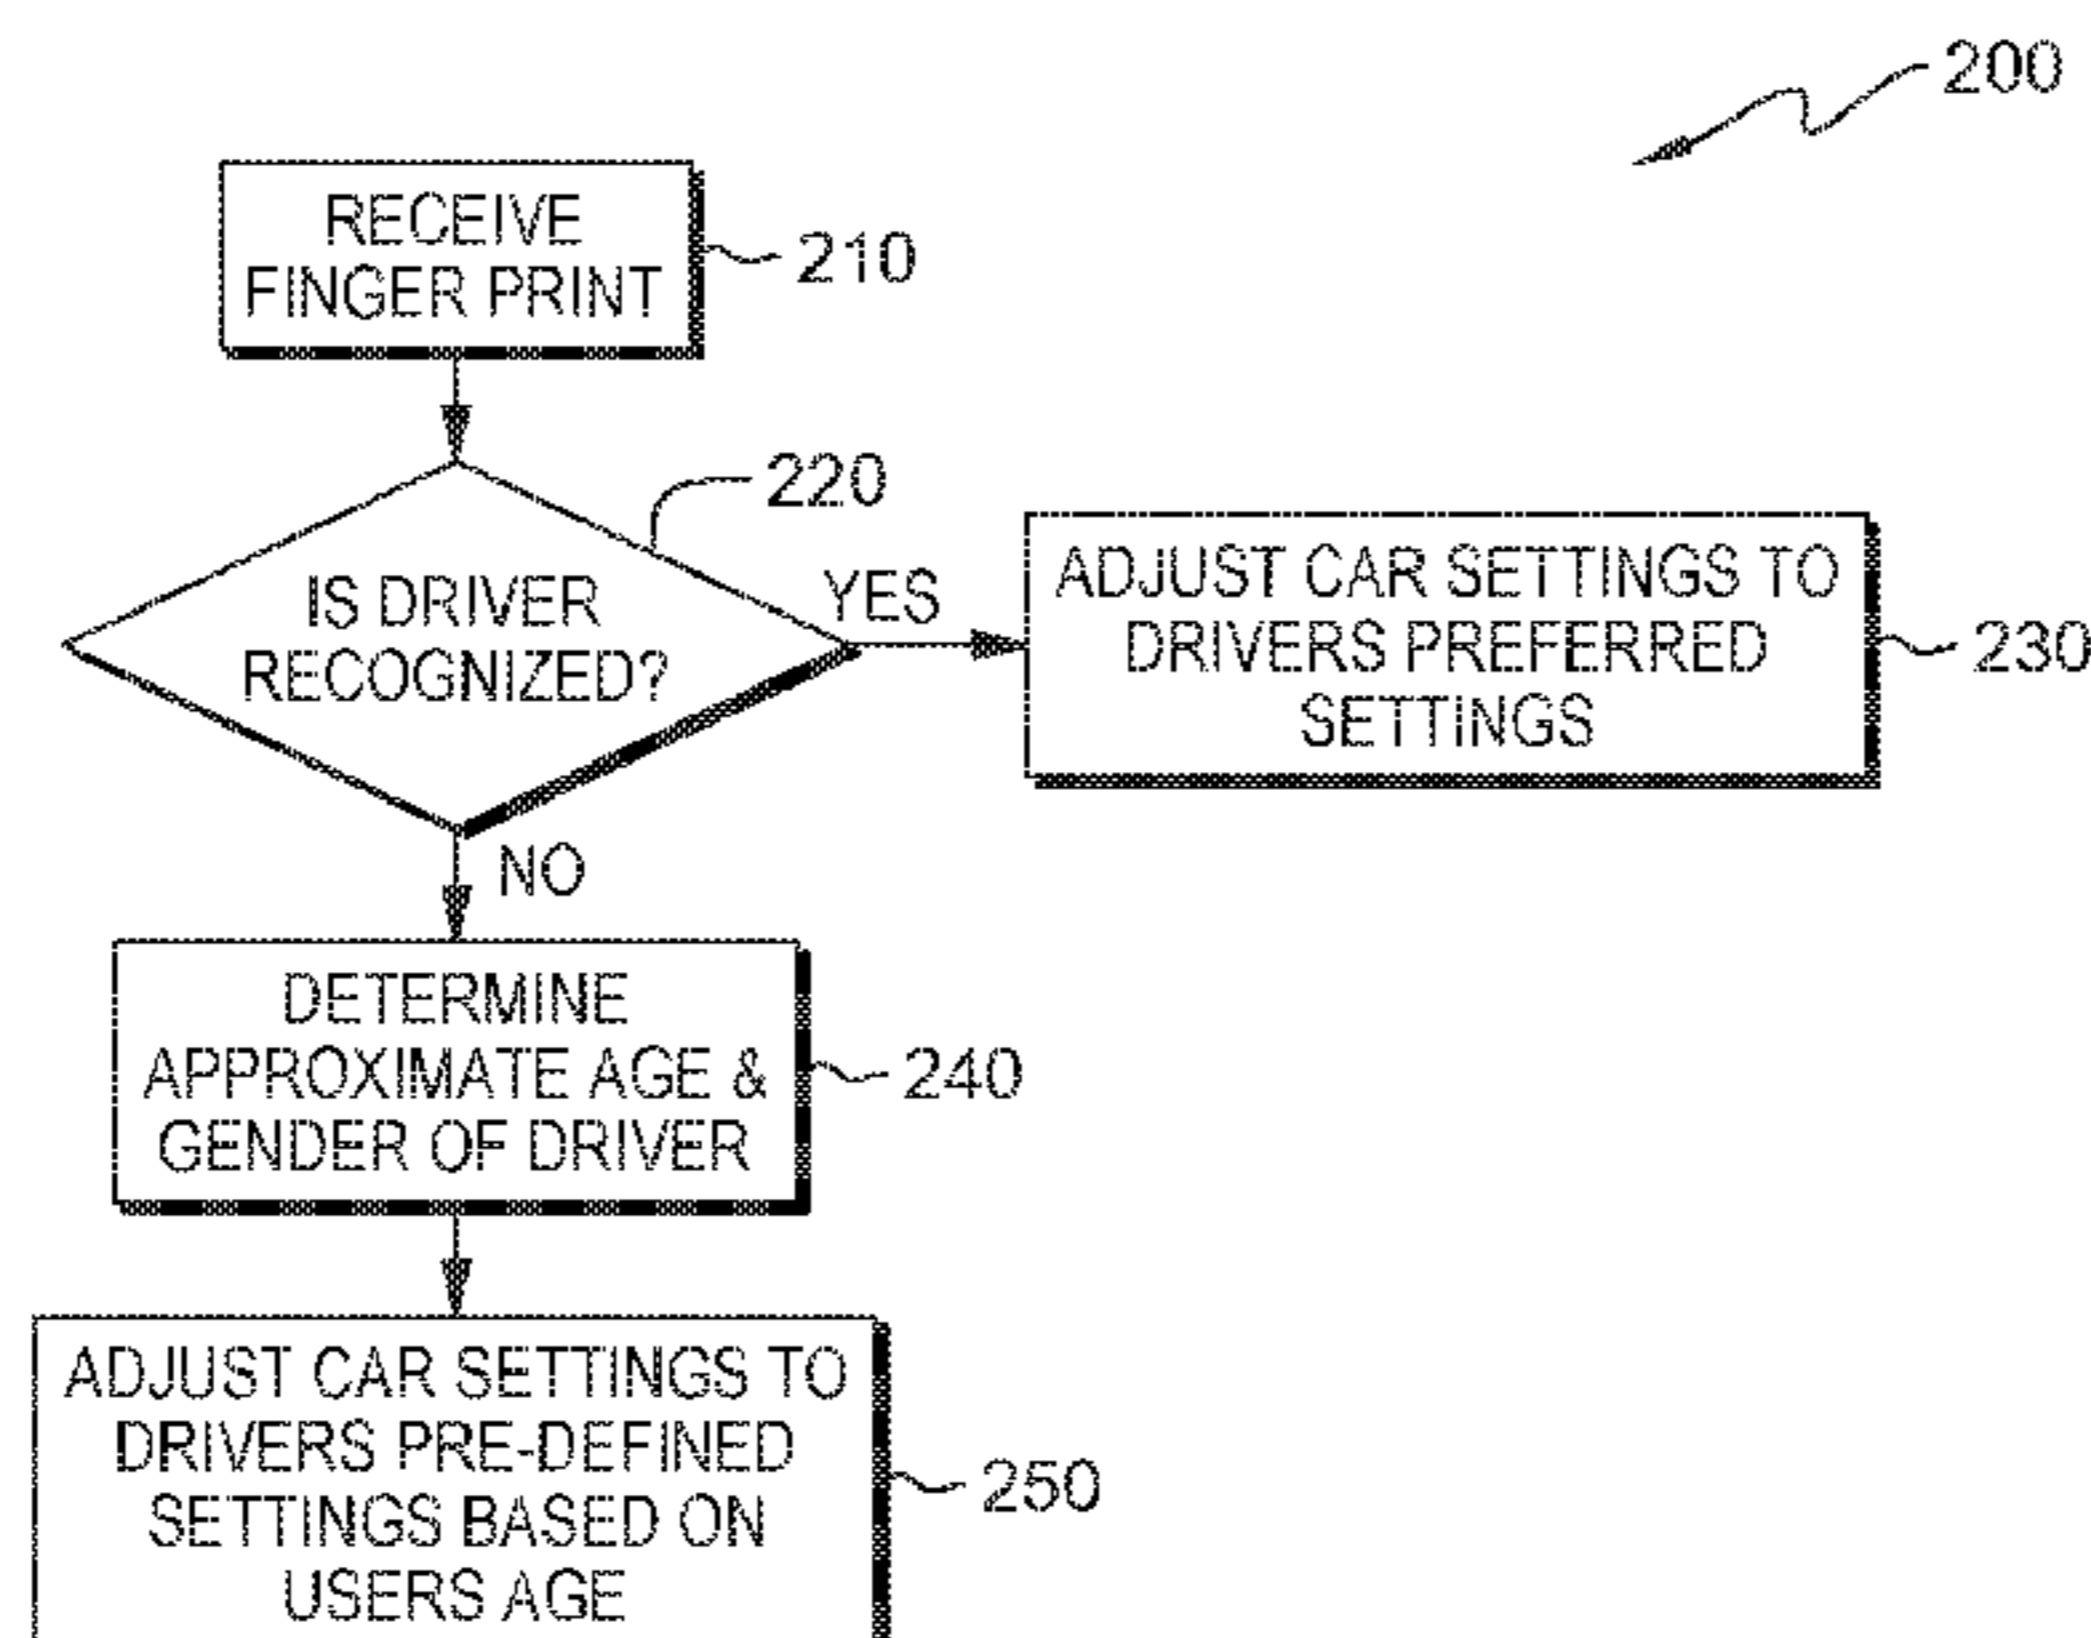 200
RECEIVE
FINGER PRINT
210
220
IS DRIVER
RECOGNIZED?
YES
ADJUST CAR SETTINGS TO
DRIVERS PREFERRED
SETTINGS
230
NO
DETERMINE
APPROXIMATE AGE &
GENDER OF DRIVER
240
ADJUST CAR SETTINGS TO
DRIVERS PRE-DEFINED
SETTINGS BASED ON
USERS AGE
250